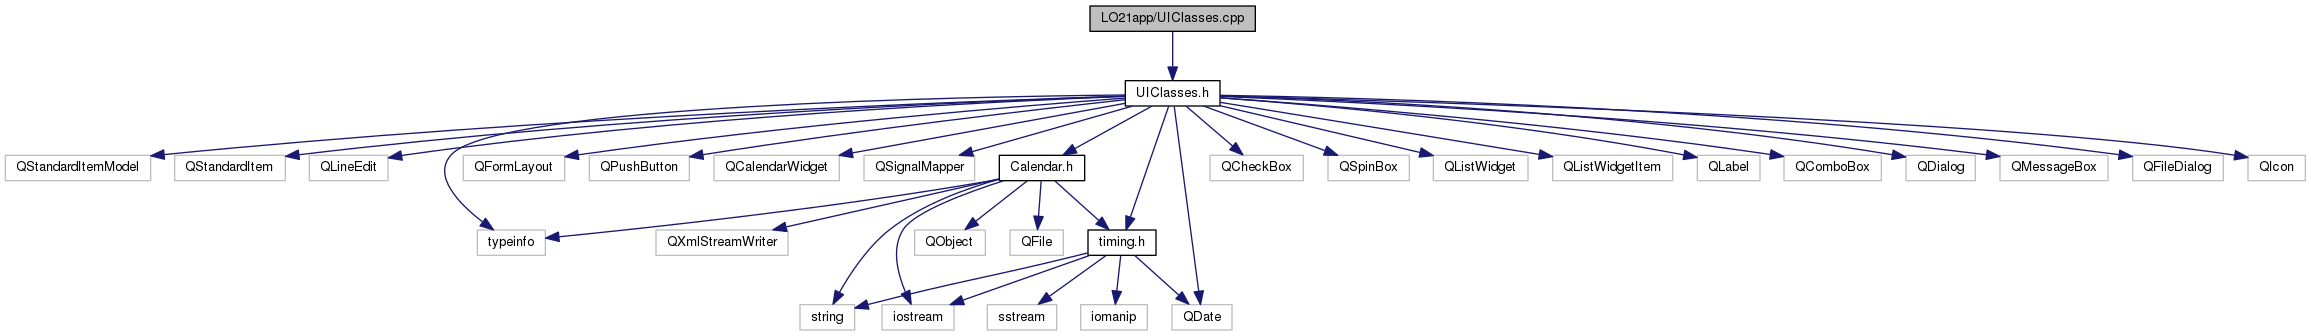 LO21app/UIClasses.cpp
UIClasses.h
QStandardItemModel
QStandardItem
QLineEdit
QFormLayout
QPushButton
QCalendarWidget
QSignalMapper
Calendar.h
QCheckBox
QSpinBox
QListWidget
QListWidgetItem
QLabel
QComboBox
QDialog
QMessageBox
QFileDialog
QIcon
typeinfo
QXmlStreamWriter
QObject
QFile
timing.h
string
iostream
sstream
iomanip
QDate